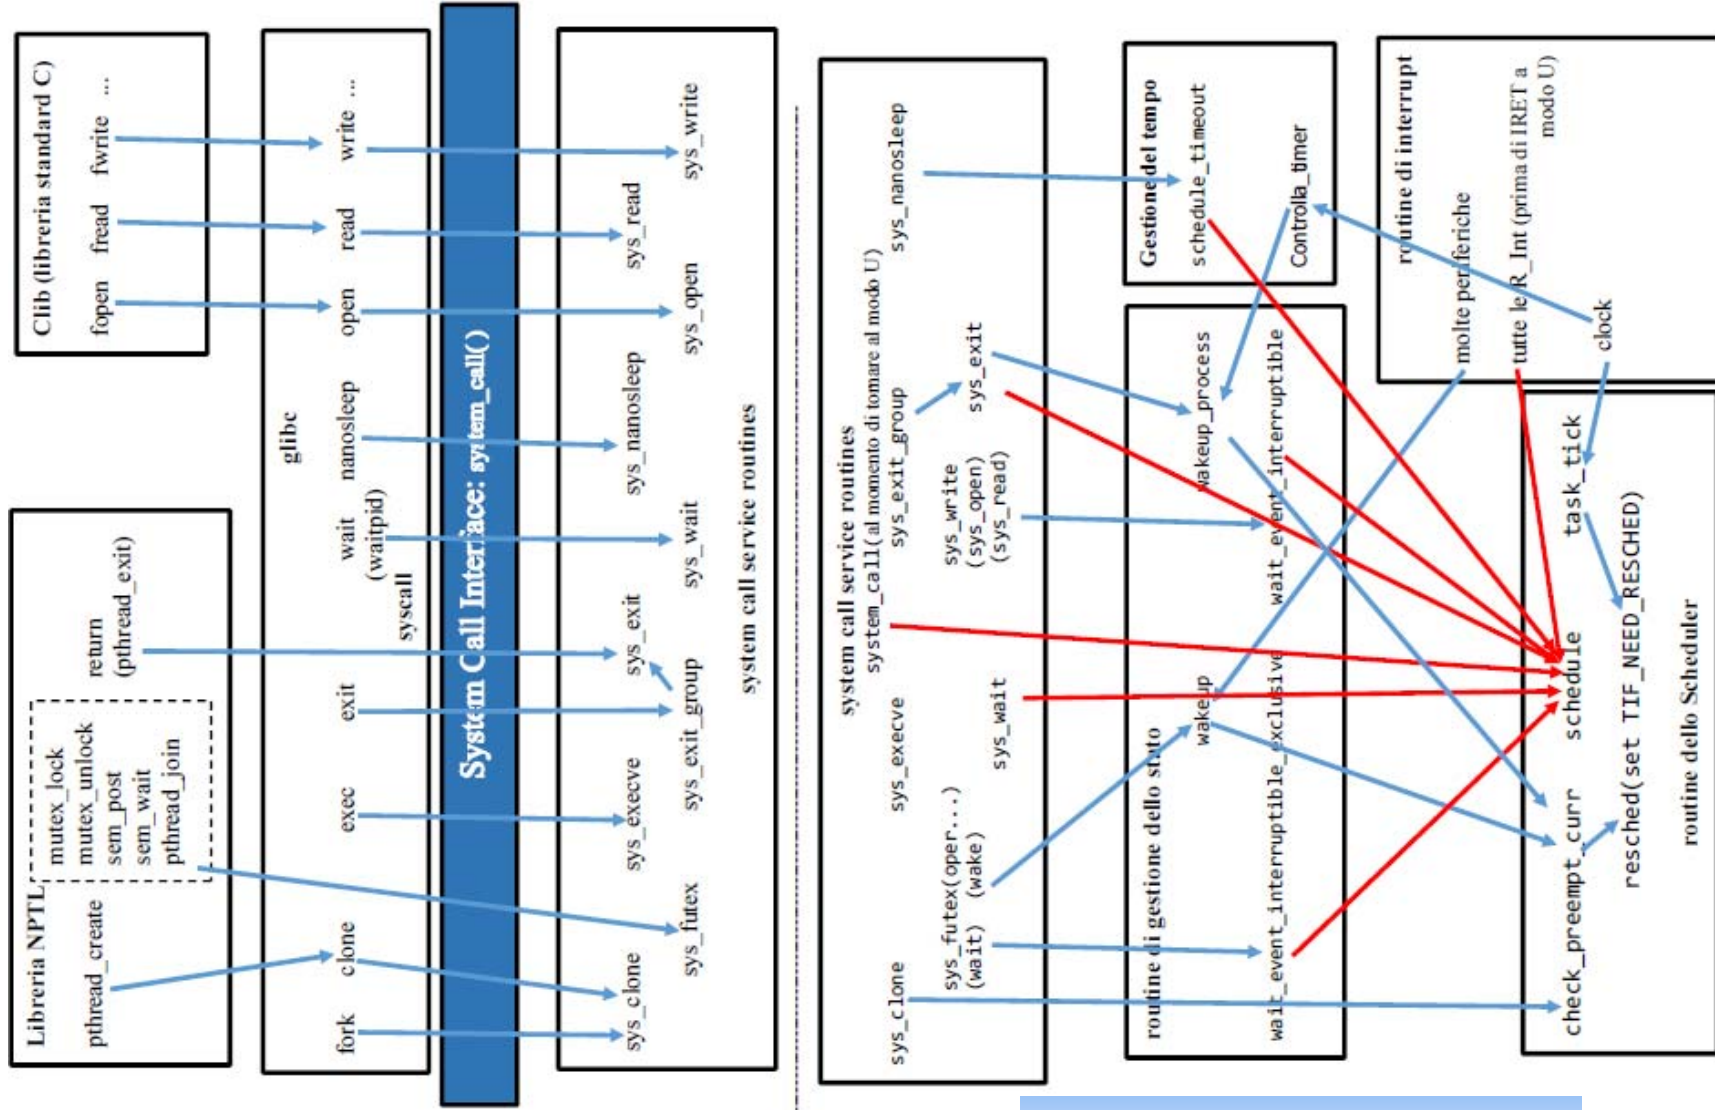 Libreria NPTL
pthread_create
mutex_lock
mutex_unlock
sem_post
sem_wait
pthread_join
return
(pthread_exit)
Clib (libreria standard C)
fopen
fread
fwrite
...
glibc
fork
clone
exec
exit
syscall
wait
(waitpid)
nanosleep
open
read
write
...
System Call Interface: system_call()
sys_clone
sys_futex
sys_execve
sys_exit_group
sys_exit
sys_wait
sys_nanosleep
sys_open
sys_read
sys_write
system call service routines
system call service routines
system_call(al momento di tornare al modo U)
sys_clone
sys_execve
sys_exit_group
sys_nanosleep
sys_futex(oper...)
(wait)
(wake)
sys_wait
sys_write
(sys_open)
(sys_read)
sys_exit
routine di gestione dello stato
wakeup
wakeup_process
wait_event_interruptible_exclusive
wait_event_interruptible
Gestione del tempo
schedule_timeout
Controlla_timer
routine di interrupt
molte periferiche
tutte le R_Int (prima di IRET a
modo U)
clock
check_preempt_curr
schedule
task_tick
resched(set TIF_NEED_RESCHED)
routine dello Scheduler